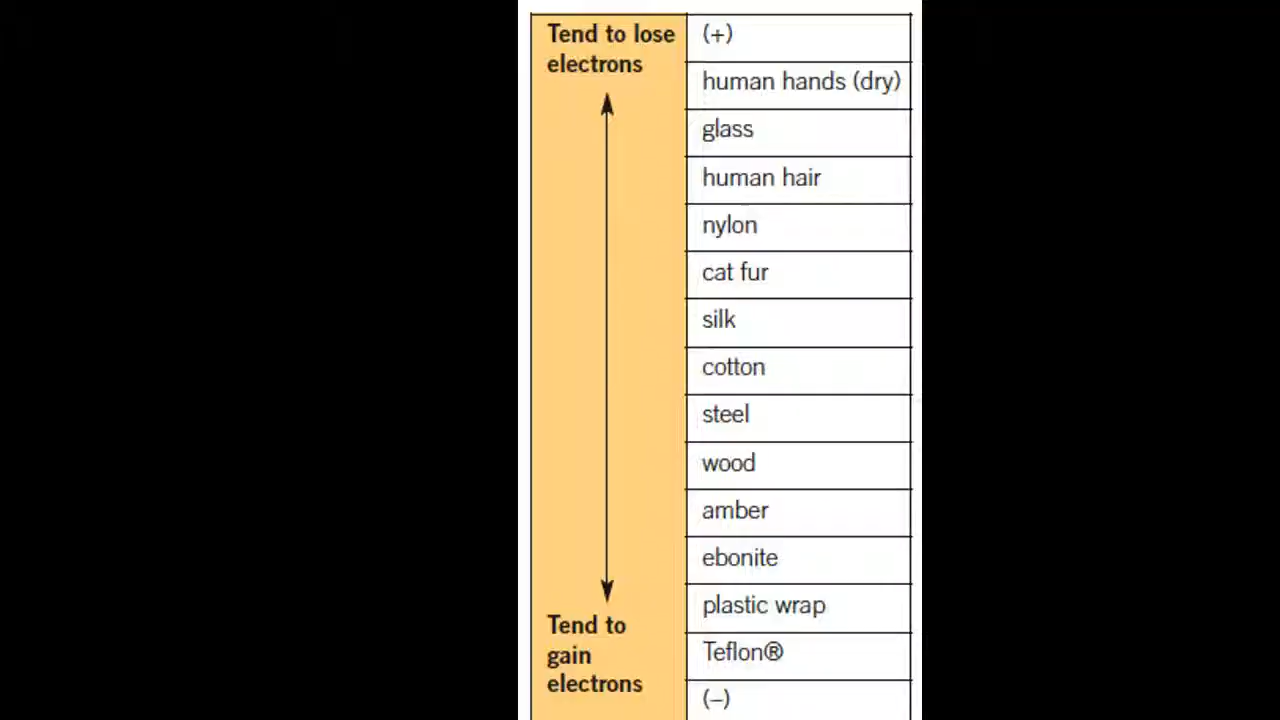 Tend to lose
electrons
(+)
human hands (dry)
glass
human hair
nylon
cat fur
silk
cotton
steel
wood
amber
ebonite
plastic wrap
Tend to
gain
electrons
Teflon®
(–)